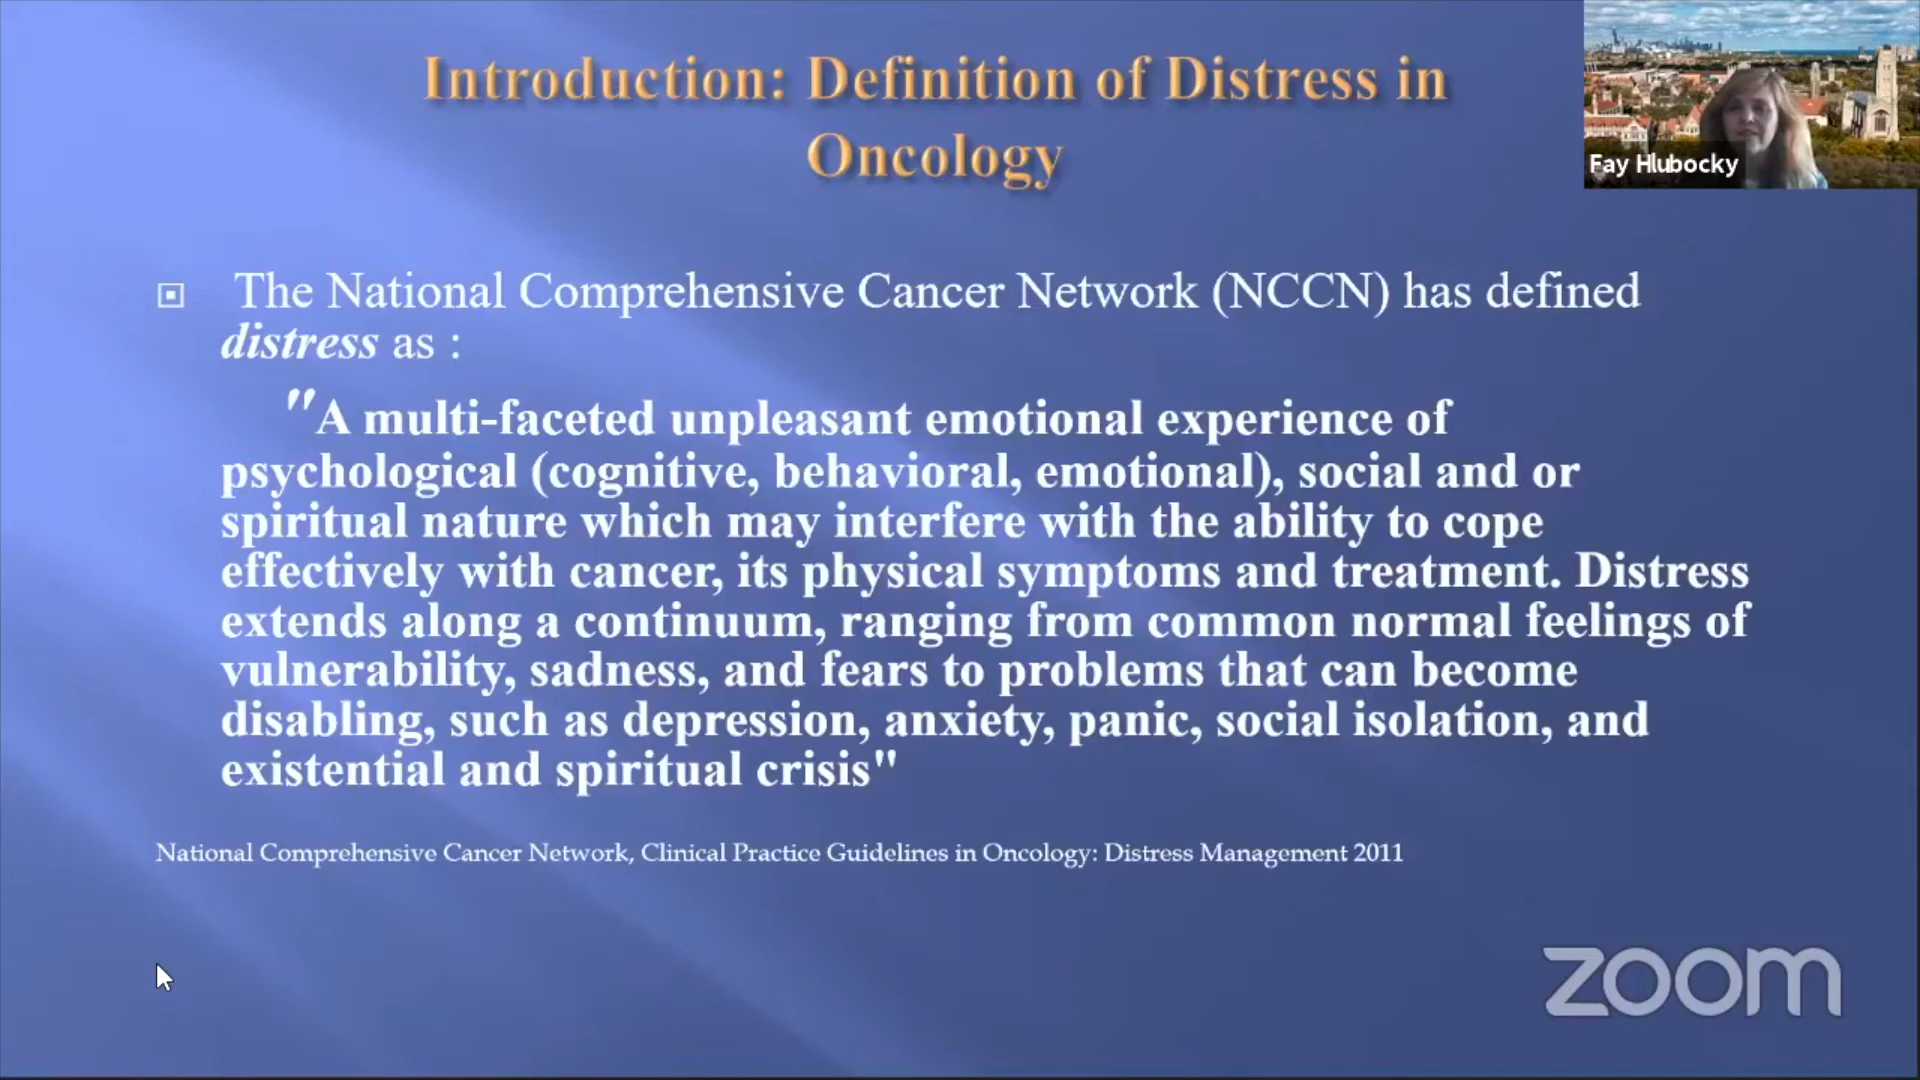 Introduction: Definition of Distress in
Oncology
Fay Hlubocky
The National Comprehensive Cancer Network (NCCN) has defined
distress as :
"A multi-faceted unpleasant emotional experience of
psychological (cognitive, behavioral, emotional), social and or
spiritual nature which may interfere with the ability to cope
effectively with cancer, its physical symptoms and treatment. Distress
extends along a continuum, ranging from common normal feelings of
vulnerability, sadness, and fears to problems that can become
disabling, such as depression, anxiety, panic, social isolation, and
existential and spiritual crisis"
National Comprehensive Cancer Network, Clinical Practice Guidelines in Oncology: Distress Management 2011
zoom